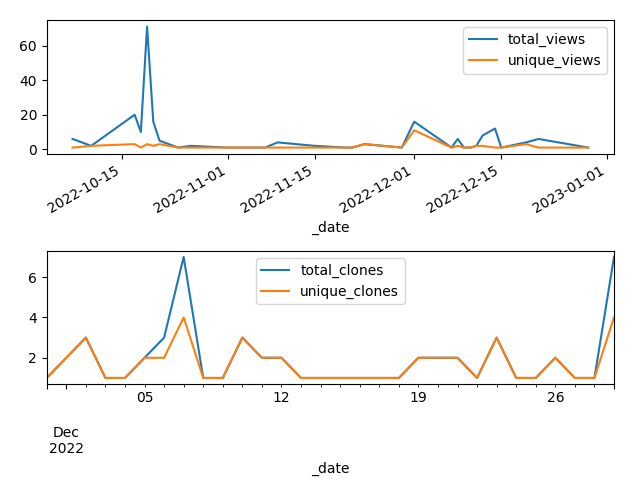 60
40
20
0
total_views
unique_views
2022-10-15
2022-11-01
2022-11-15
2022-12-01
2022-12-15
2023-01-01
_date
6
4
2
total_clones
unique_clones
05
12
19
26
Dec
2022
_date